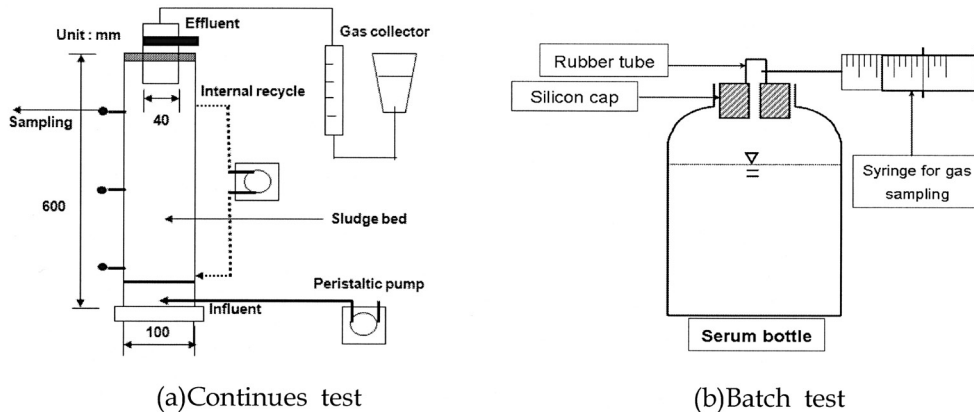 Effluent
Unit : mm
Gas collector
Internal recycle
40
Sampling
600
Sludge bed
Peristaltic pump
Influent
100
(a)Continues test
Rubber tube
Silicon cap
Syringe for gas
sampling
Serum bottle
(b)Batch test